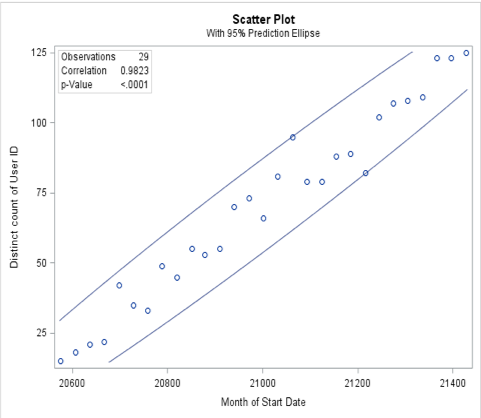 Scatter Plot
With 95% Prediction Ellipse
Observations 29
Correlation 0.9823
p-Value <.0001
125
100
75
50
25
Distinct count of User ID
20600 20800 21000 21200 21400
Month of Start Date